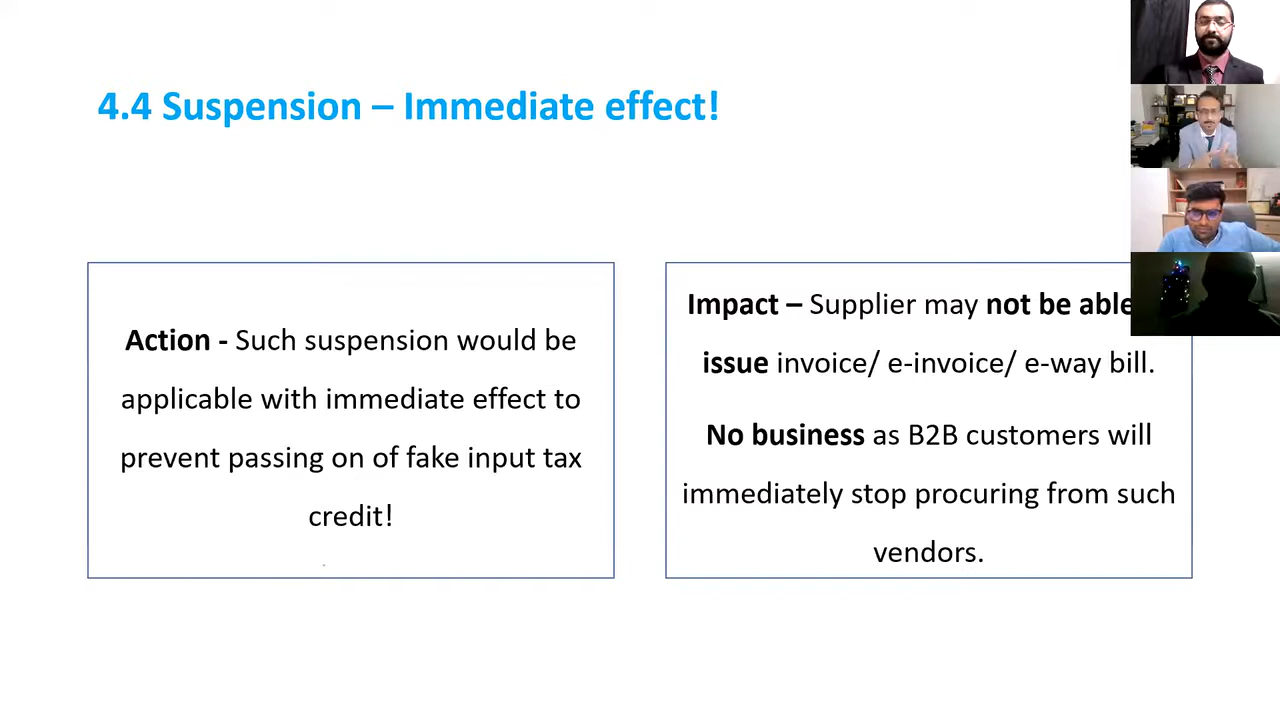 4.4 Suspension – Immediate effect!
Action - Such suspension would be
applicable with immediate effect to
prevent passing on of fake input tax
credit!
Impact – Supplier may not be able
issue invoice/ e-invoice/ e-way bill.
No business as B2B customers will
immediately stop procuring from such
vendors.